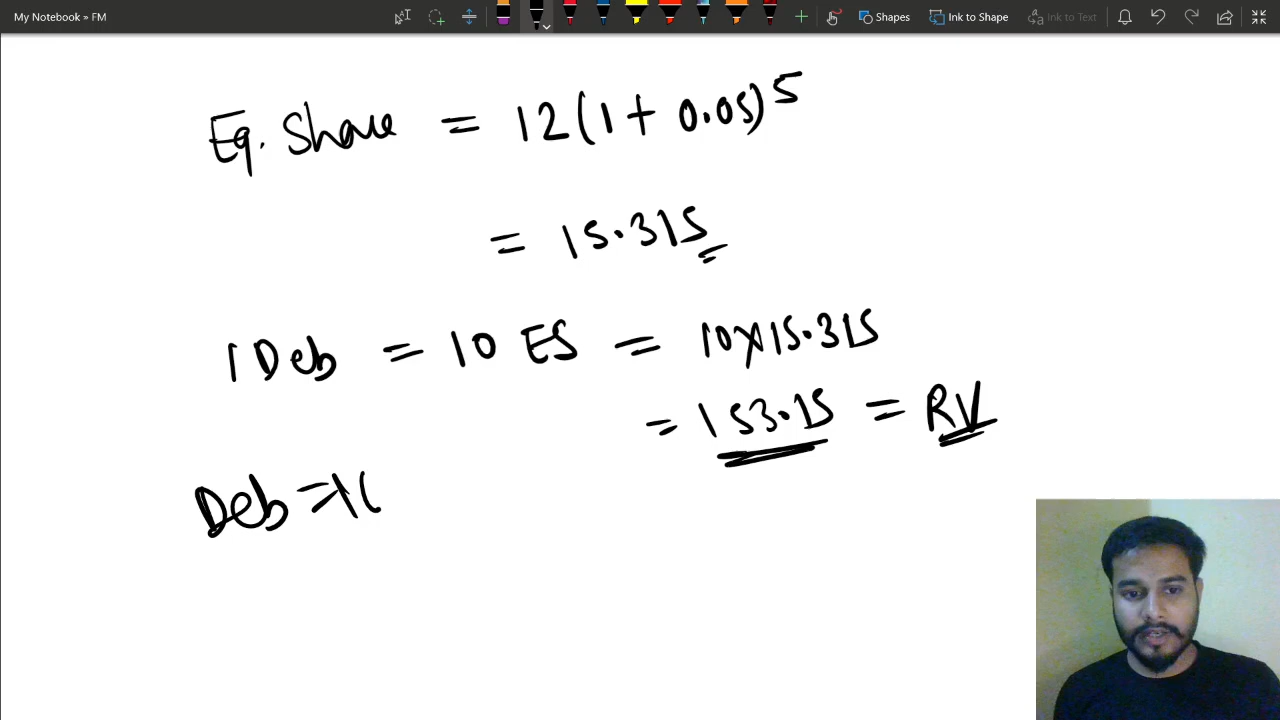 My Notebook » FM
Shapes
Ink to Shape
Ink to Text
Eq. Share = 12(1 + 0.05)^5
= 15.315
1 Deb = 10 ES = 10×15.315
= 153.15 = RV
Deb =